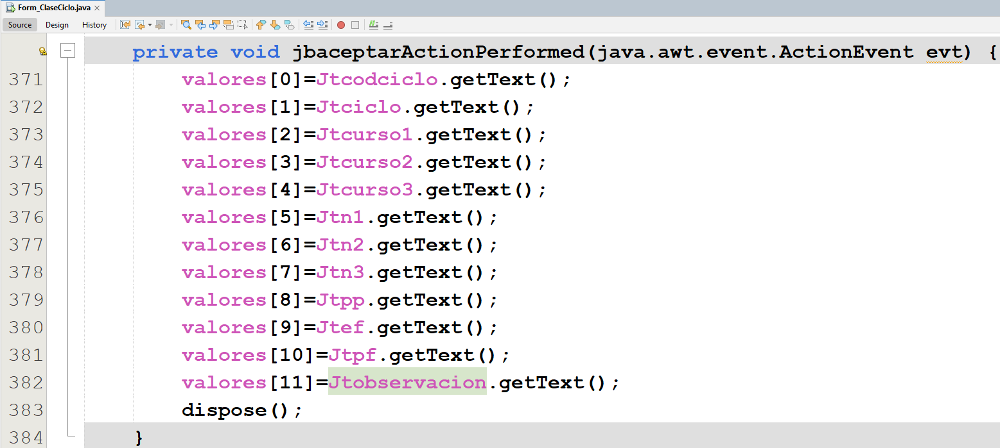 Form_ClaseCiclo.java ×
Source Design History
private void jbaceptarActionPerformed(java.awt.event.ActionEvent evt) {
371 valores[0]=Jtcodciclo.getText();
372 valores[1]=Jtciclo.getText();
373 valores[2]=Jtcurso1.getText();
374 valores[3]=Jtcurso2.getText();
375 valores[4]=Jtcurso3.getText();
376 valores[5]=Jtn1.getText();
377 valores[6]=Jtn2.getText();
378 valores[7]=Jtn3.getText();
379 valores[8]=Jtpp.getText();
380 valores[9]=Jtef.getText();
381 valores[10]=Jtpf.getText();
382 valores[11]=Jtobservacion.getText();
383 dispose();
384 }